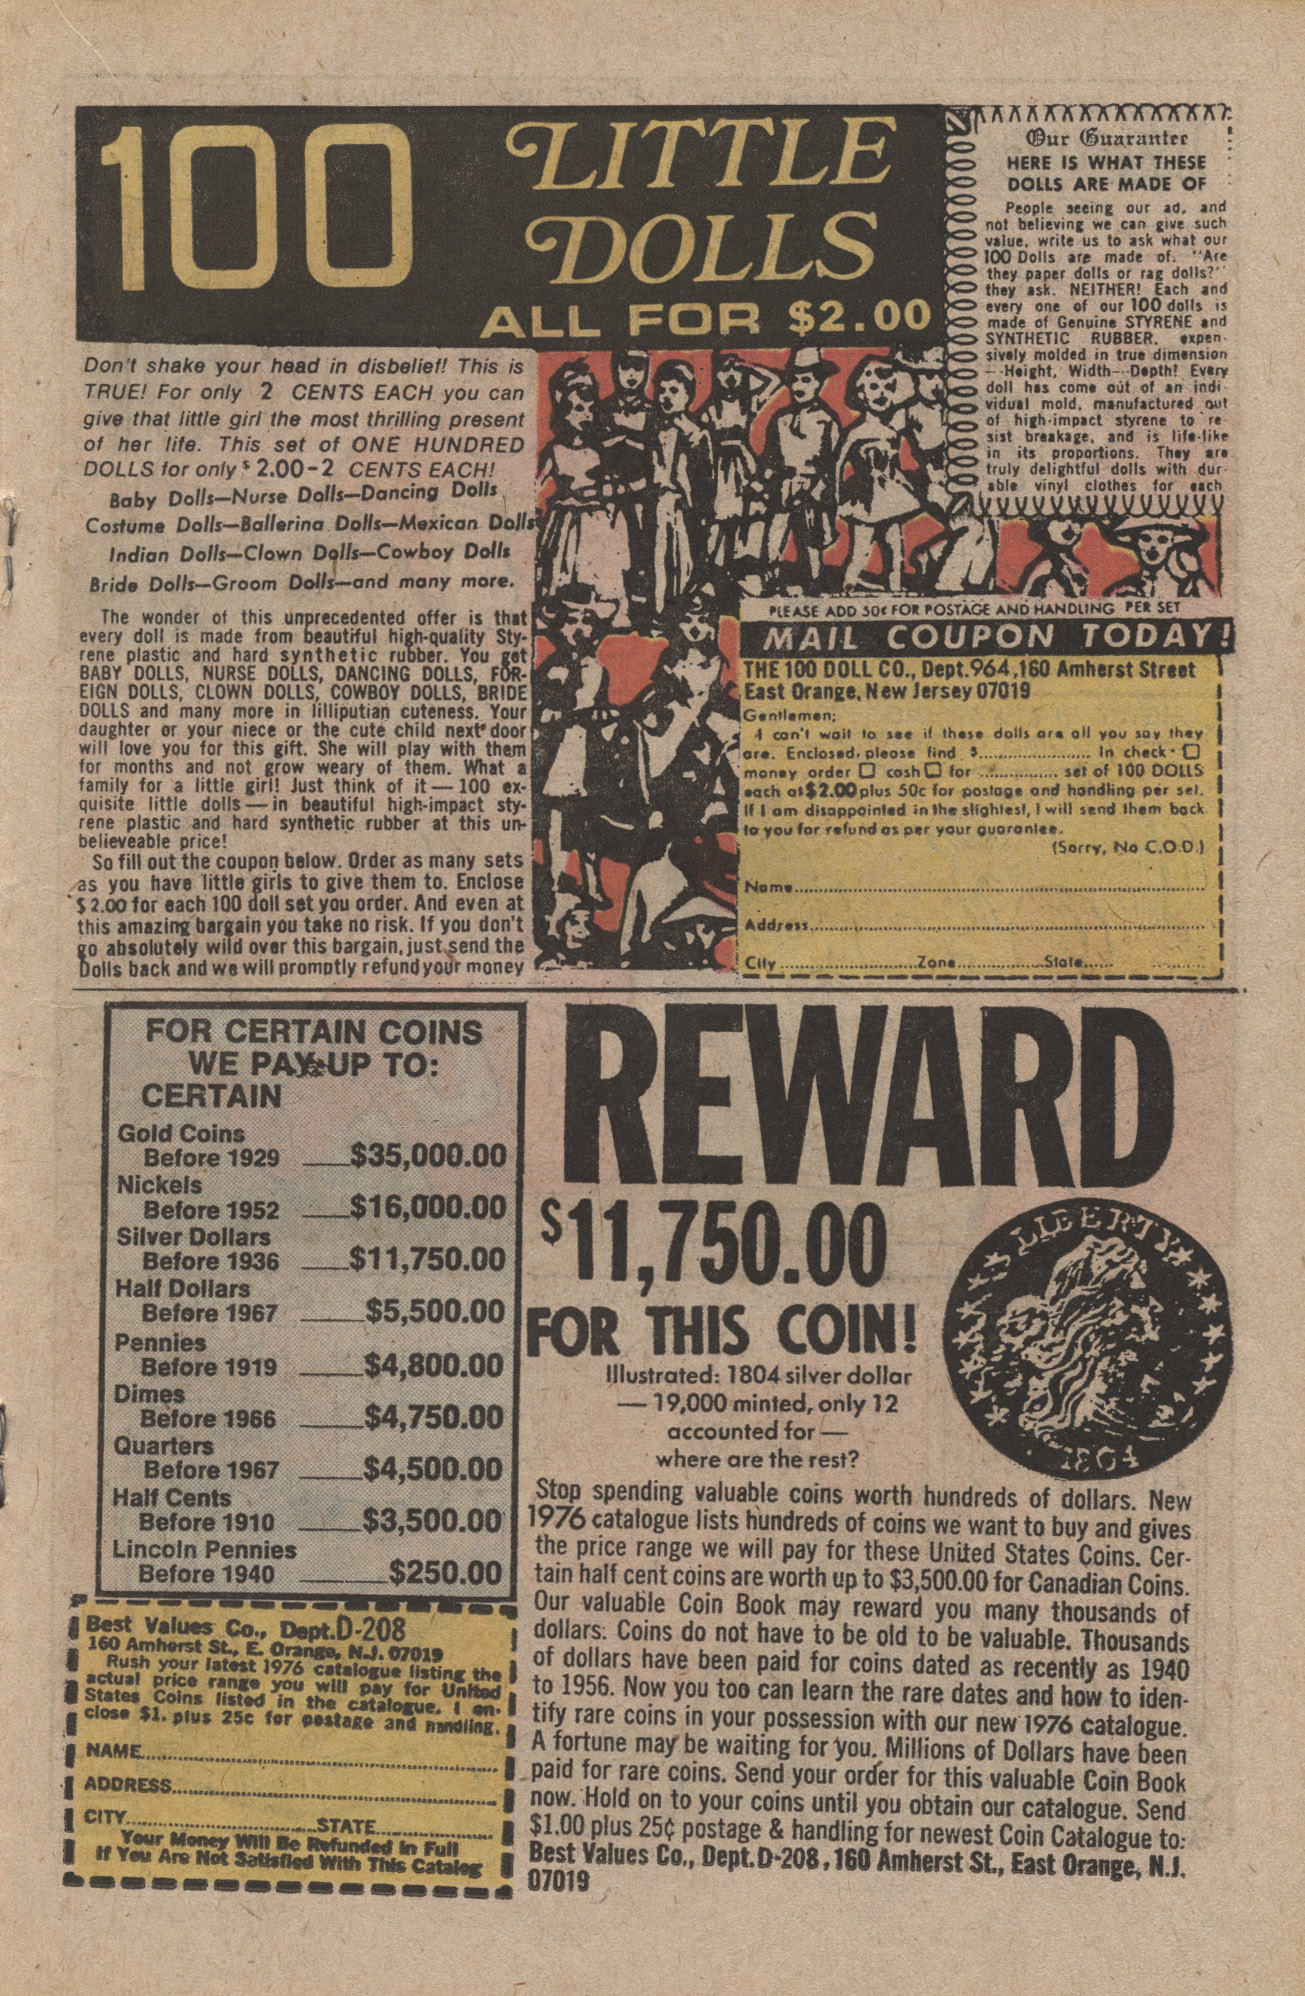 100 LITTLE
DOLLS
ALL FOR $2.00
Don't shake your head in disbelief! This is
TRUE! For only 2 CENTS EACH you can
give that little girl the most thrilling present
of her life. This set of ONE HUNDRED
DOLLS for only $2.00-2 CENTS EACH!
Baby Dolls—Nurse Dolls—Dancing Dolls
Costume Dolls—Ballerina Dolls—Mexican Dolls
Indian Dolls—Clown Dolls—Cowboy Dolls
Bride Dolls—Groom Dolls—and many more.
The wonder of this unprecedented offer is that
every doll is made from beautiful high-quality Sty-
rene plastic and hard synthetic rubber. You get
BABY DOLLS, NURSE DOLLS, DANCING DOLLS, FOR-
EIGN DOLLS, CLOWN DOLLS, COWBOY DOLLS, BRIDE
DOLLS and many more in lilliputian cuteness. Your
daughter or your niece or the cute child next door
will love you for this gift. She will play with them
for months and not grow weary of them. What a
family for a little girl! Just think of it — 100 ex-
quisite little dolls — in beautiful high-impact sty-
rene plastic and hard synthetic rubber at this un-
believeable price!
So fill out the coupon below. Order as many sets
as you have little girls to give them to. Enclose
$2.00 for each 100 doll set you order. And even at
this amazing bargain you take no risk. If you don't
go absolutely wild over this bargain, just send the
Dolls back and we will promptly refund your money
Our Guarantee
HERE IS WHAT THESE
DOLLS ARE MADE OF
People seeing our ad, and
not believing we can give such
value, write us to ask what our
100 Dolls are made of. "Are
they paper dolls or rag dolls?"
they ask. NEITHER! Each and
every one of our 100 dolls is
made of Genuine STYRENE and
SYNTHETIC RUBBER, expen-
sively molded in true dimension
--Height, Width--Depth! Every
doll has come out of an indi-
vidual mold, manufactured out
of high-impact styrene to re-
sist breakage, and is life-like
in its proportions. They are
truly delightful dolls with dur-
able vinyl clothes for each
PLEASE ADD 50¢ FOR POSTAGE AND HANDLING PER SET
MAIL COUPON TODAY!
THE 100 DOLL CO., Dept. 964, 160 Amherst Street
East Orange, New Jersey 07019
Gentlemen;
I can't wait to see if these dolls are all you say they
are. Enclosed, please find $.................... In check - □
money order □ cash □ for ............... set of 100 DOLLS
each at $2.00 plus 50c for postage and handling per set.
If I am disappointed in the slightest, I will send them back
to you for refund as per your guarantee.
(Sorry, No C.O.D.)
Name..............................
Address..............................
City....................Zone............State............
FOR CERTAIN COINS
WE PAY UP TO:
CERTAIN
Gold Coins
Before 1929 ___$35,000.00
Nickels
Before 1952 ___$16,000.00
Silver Dollars
Before 1936 ___$11,750.00
Half Dollars
Before 1967 ____$5,500.00
Pennies
Before 1919 ____$4,800.00
Dimes
Before 1966 ____$4,750.00
Quarters
Before 1967 ____$4,500.00
Half Cents
Before 1910 ____$3,500.00
Lincoln Pennies
Before 1940 _____$250.00
Best Values Co., Dept. D-208
160 Amherst St., E. Orange, N.J. 07019
Rush your latest 1976 catalogue listing the
actual price range you will pay for United
States Coins listed in the catalogue. I en-
close $1. plus 25c for postage and handling.
NAME..............................
ADDRESS..............................
CITY....................STATE............
Your Money Will Be Refunded In Full
If You Are Not Satisfied With This Catalog
REWARD
$11,750.00
FOR THIS COIN!
Illustrated: 1804 silver dollar
— 19,000 minted, only 12
accounted for —
where are the rest?
LIBERTY
1804
Stop spending valuable coins worth hundreds of dollars. New
1976 catalogue lists hundreds of coins we want to buy and gives
the price range we will pay for these United States Coins. Cer-
tain half cent coins are worth up to $3,500.00 for Canadian Coins.
Our valuable Coin Book may reward you many thousands of
dollars. Coins do not have to be old to be valuable. Thousands
of dollars have been paid for coins dated as recently as 1940
to 1956. Now you too can learn the rare dates and how to iden-
tify rare coins in your possession with our new 1976 catalogue.
A fortune may be waiting for you. Millions of Dollars have been
paid for rare coins. Send your order for this valuable Coin Book
now. Hold on to your coins until you obtain our catalogue. Send
$1.00 plus 25¢ postage & handling for newest Coin Catalogue to:
Best Values Co., Dept. D-208, 160 Amherst St., East Orange, N.J.
07019